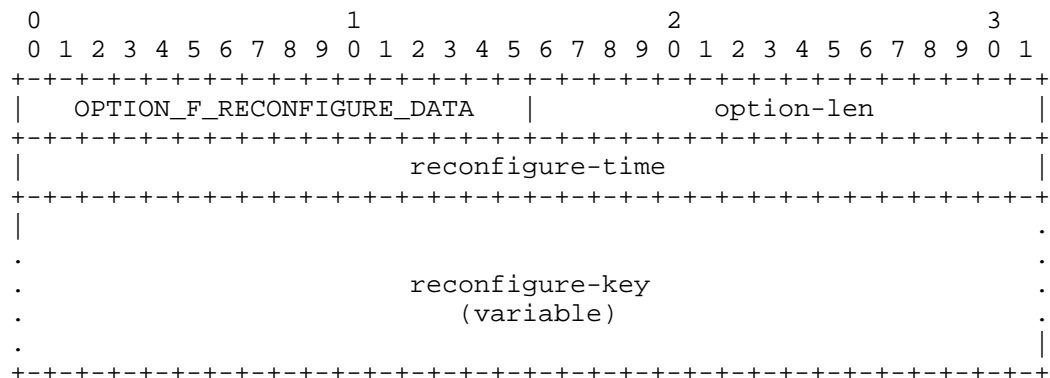 0                   1                   2                   3
 0 1 2 3 4 5 6 7 8 9 0 1 2 3 4 5 6 7 8 9 0 1 2 3 4 5 6 7 8 9 0 1
+-+-+-+-+-+-+-+-+-+-+-+-+-+-+-+-+-+-+-+-+-+-+-+-+-+-+-+-+-+-+-+-+
|   OPTION_F_RECONFIGURE_DATA   |           option-len          |
+-+-+-+-+-+-+-+-+-+-+-+-+-+-+-+-+-+-+-+-+-+-+-+-+-+-+-+-+-+-+-+-+
|                        reconfigure-time                       |
+-+-+-+-+-+-+-+-+-+-+-+-+-+-+-+-+-+-+-+-+-+-+-+-+-+-+-+-+-+-+-+-+
|                                                               .
.                                                               .
.                        reconfigure-key                        .
.                           (variable)                          .
.                                                               |
+-+-+-+-+-+-+-+-+-+-+-+-+-+-+-+-+-+-+-+-+-+-+-+-+-+-+-+-+-+-+-+-+